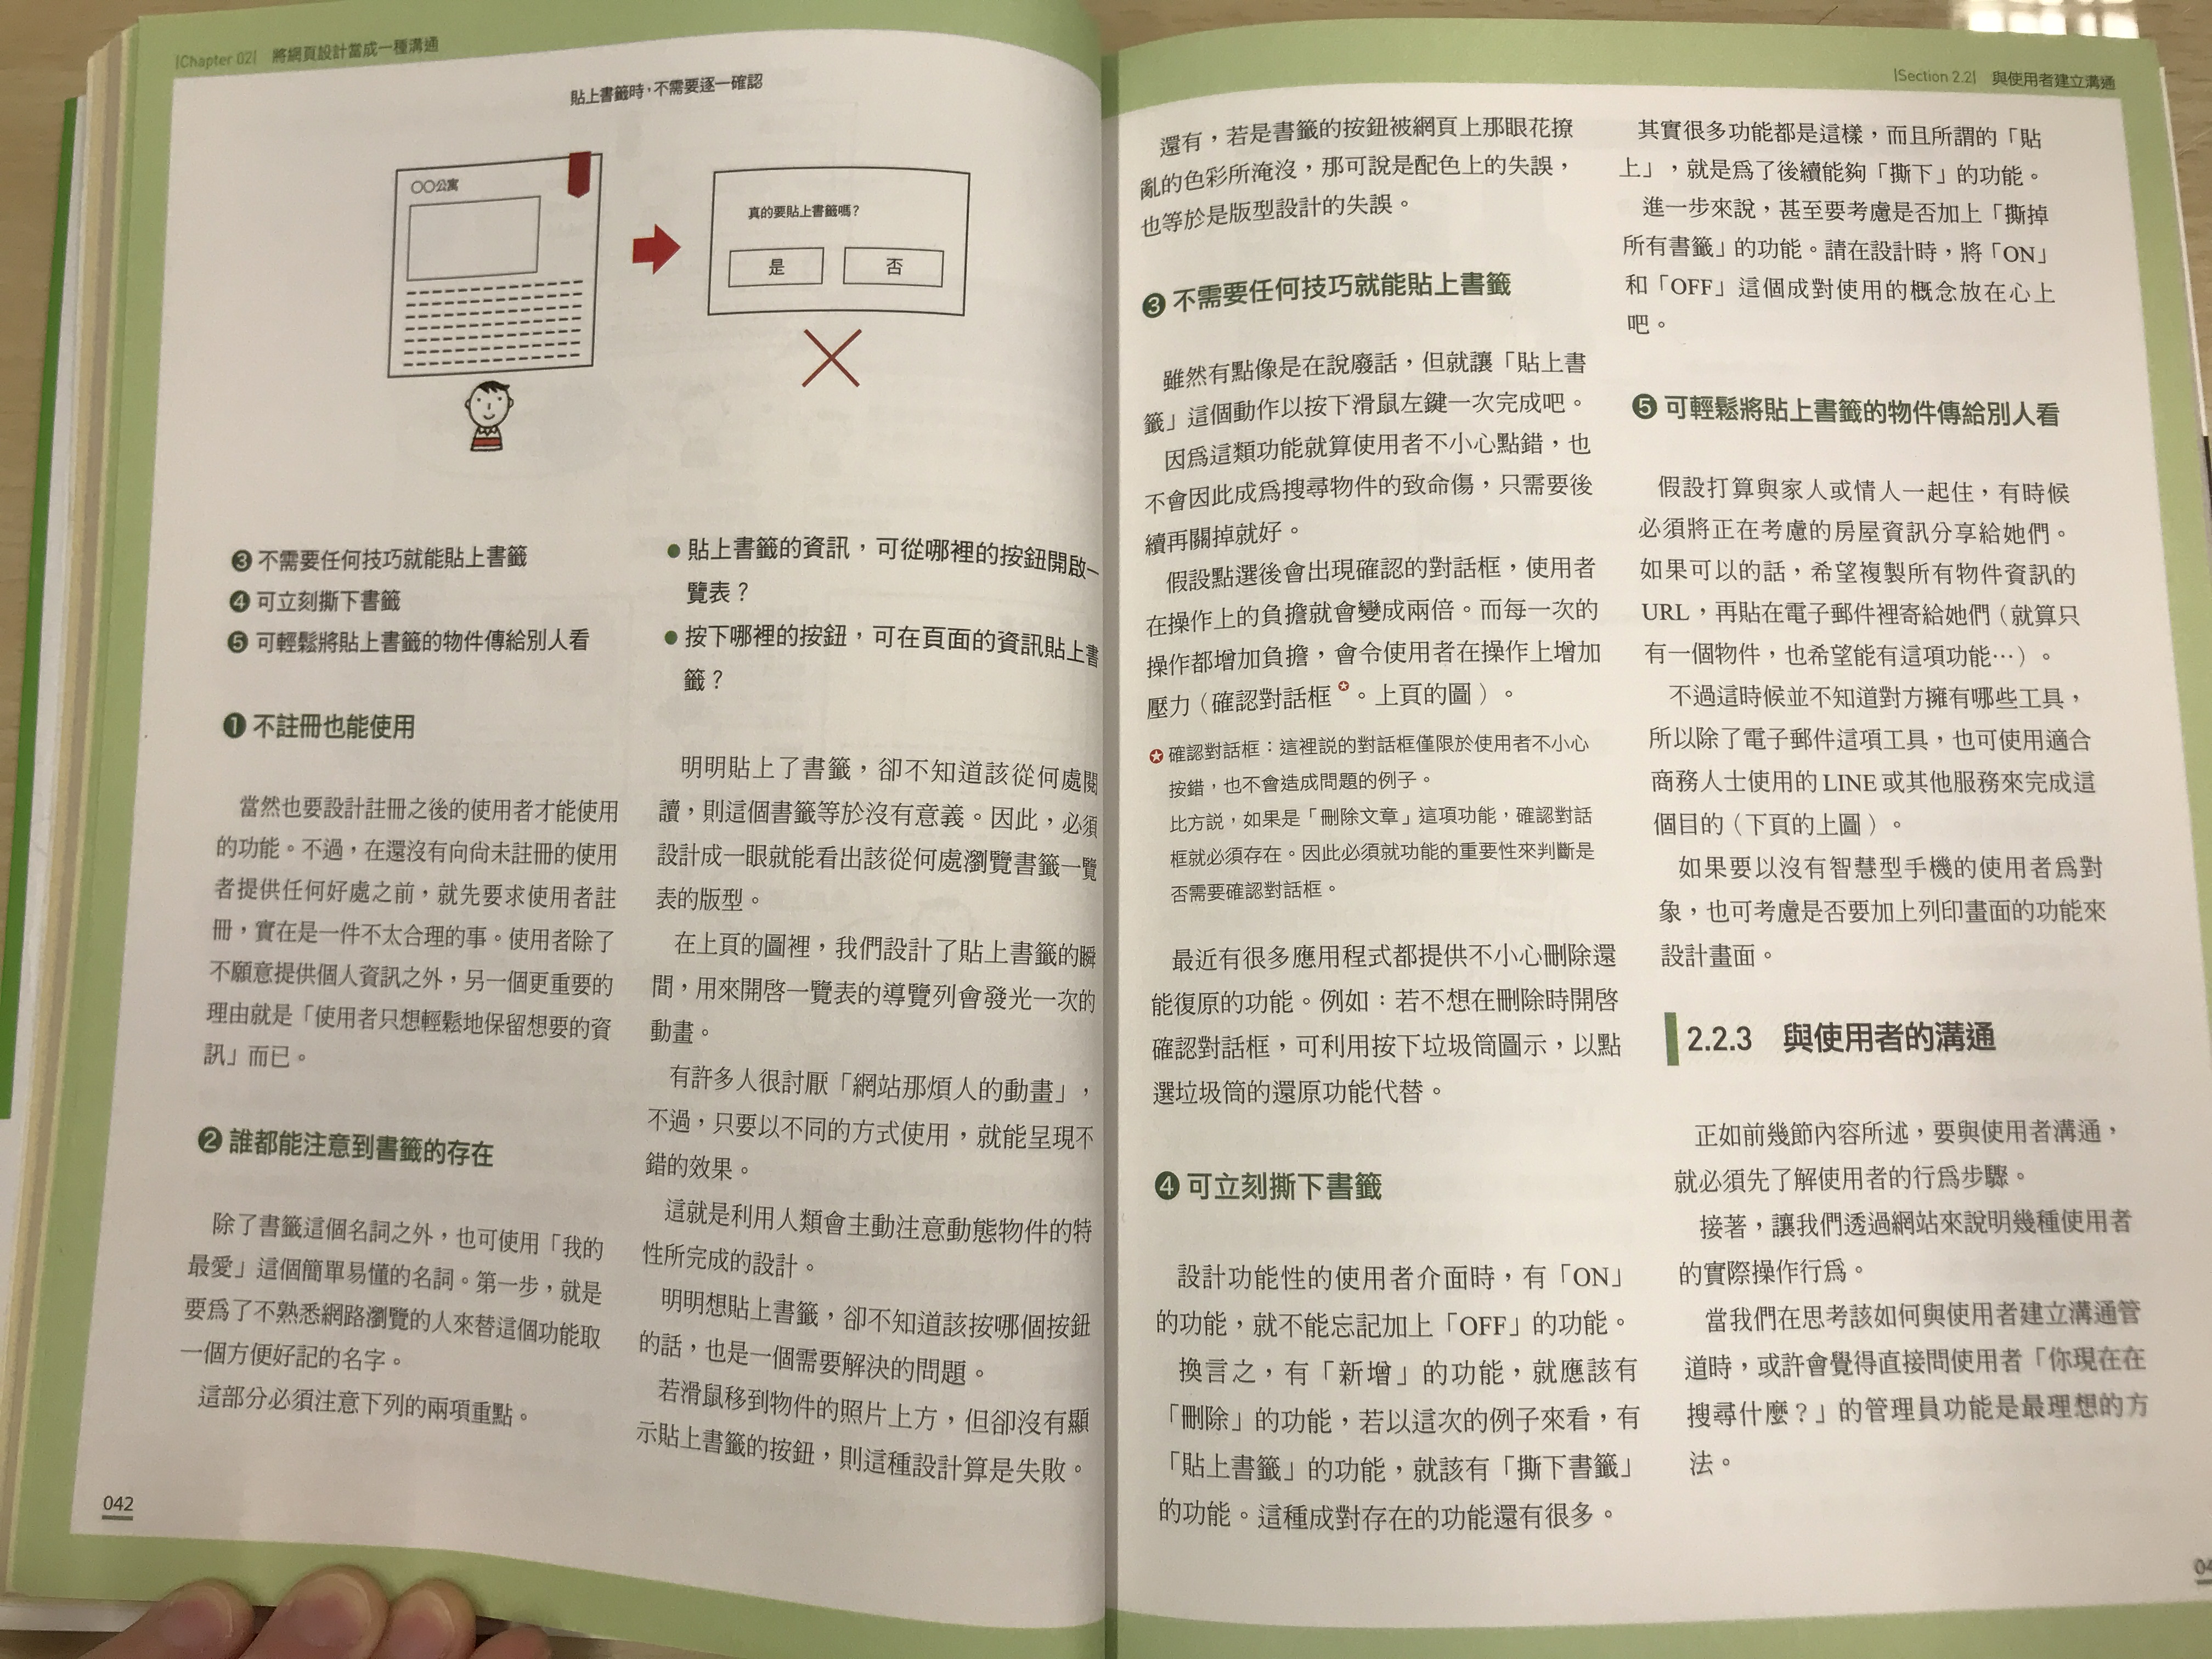 |Chapter 02| 將網頁設計當成一種溝通
貼上書籤時，不需要逐一確認
〇〇公寓
真的要貼上書籤嗎？
是
否
❸ 不需要任何技巧就能貼上書籤
❹ 可立刻撕下書籤
❺ 可輕鬆將貼上書籤的物件傳給別人看
❶ 不註冊也能使用
當然也要設計註冊之後的使用者才能使用
的功能。不過，在還沒有向尚未註冊的使用
者提供任何好處之前，就先要求使用者註
冊，實在是一件不太合理的事。使用者除了
不願意提供個人資訊之外，另一個更重要的
理由就是「使用者只想輕鬆地保留想要的資
訊」而已。
❷ 誰都能注意到書籤的存在
除了書籤這個名詞之外，也可使用「我的
最愛」這個簡單易懂的名詞。第一步，就是
要為了不熟悉網路瀏覽的人來替這個功能取
一個方便好記的名字。
這部分必須注意下列的兩項重點。
● 貼上書籤的資訊，可從哪裡的按鈕開啟一
覽表？
● 按下哪裡的按鈕，可在頁面的資訊貼上書
籤？
明明貼上了書籤，卻不知道該從何處閱
讀，則這個書籤等於沒有意義。因此，必須
設計成一眼就能看出該從何處瀏覽書籤一覽
表的版型。
在上頁的圖裡，我們設計了貼上書籤的瞬
間，用來開啓一覽表的導覽列會發光一次的
動畫。
有許多人很討厭「網站那煩人的動畫」，
不過，只要以不同的方式使用，就能呈現不
錯的效果。
這就是利用人類會主動注意動態物件的特
性所完成的設計。
明明想貼上書籤，卻不知道該按哪個按鈕
的話，也是一個需要解決的問題。
若滑鼠移到物件的照片上方，但卻沒有顯
示貼上書籤的按鈕，則這種設計算是失敗。
042
|Section 2.2| 與使用者建立溝通
還有，若是書籤的按鈕被網頁上那眼花撩
亂的色彩所淹沒，那可說是配色上的失誤，
也等於是版型設計的失誤。
❸ 不需要任何技巧就能貼上書籤
雖然有點像是在說廢話，但就讓「貼上書
籤」這個動作以按下滑鼠左鍵一次完成吧。
因為這類功能就算使用者不小心點錯，也
不會因此成為搜尋物件的致命傷，只需要後
續再關掉就好。
假設點選後會出現確認的對話框，使用者
在操作上的負擔就會變成兩倍。而每一次的
操作都增加負擔，會令使用者在操作上增加
壓力（確認對話框✪。上頁的圖）。
✪ 確認對話框：這裡說的對話框僅限於使用者不小心
按錯，也不會造成問題的例子。
比方說，如果是「刪除文章」這項功能，確認對話
框就必須存在。因此必須就功能的重要性來判斷是
否需要確認對話框。
最近有很多應用程式都提供不小心刪除還
能復原的功能。例如：若不想在刪除時開啓
確認對話框，可利用按下垃圾筒圖示，以點
選垃圾筒的還原功能代替。
❹ 可立刻撕下書籤
設計功能性的使用者介面時，有「ON」
的功能，就不能忘記加上「OFF」的功能。
換言之，有「新增」的功能，就應該有
「刪除」的功能，若以這次的例子來看，有
「貼上書籤」的功能，就該有「撕下書籤」
的功能。這種成對存在的功能還有很多。
其實很多功能都是這樣，而且所謂的「貼
上」，就是為了後續能夠「撕下」的功能。
進一步來說，甚至要考慮是否加上「撕掉
所有書籤」的功能。請在設計時，將「ON」
和「OFF」這個成對使用的概念放在心上
吧。
❺ 可輕鬆將貼上書籤的物件傳給別人看
假設打算與家人或情人一起住，有時候
必須將正在考慮的房屋資訊分享給她們。
如果可以的話，希望複製所有物件資訊的
URL，再貼在電子郵件裡寄給她們（就算只
有一個物件，也希望能有這項功能…）。
不過這時候並不知道對方擁有哪些工具，
所以除了電子郵件這項工具，也可使用適合
商務人士使用的 LINE 或其他服務來完成這
個目的（下頁的上圖）。
如果要以沒有智慧型手機的使用者為對
象，也可考慮是否要加上列印畫面的功能來
設計畫面。
2.2.3 與使用者的溝通
正如前幾節內容所述，要與使用者溝通，
就必須先了解使用者的行為步驟。
接著，讓我們透過網站來說明幾種使用者
的實際操作行為。
當我們在思考該如何與使用者建立溝通管
道時，或許會覺得直接問使用者「你現在在
搜尋什麼？」的管理員功能是最理想的方
法。